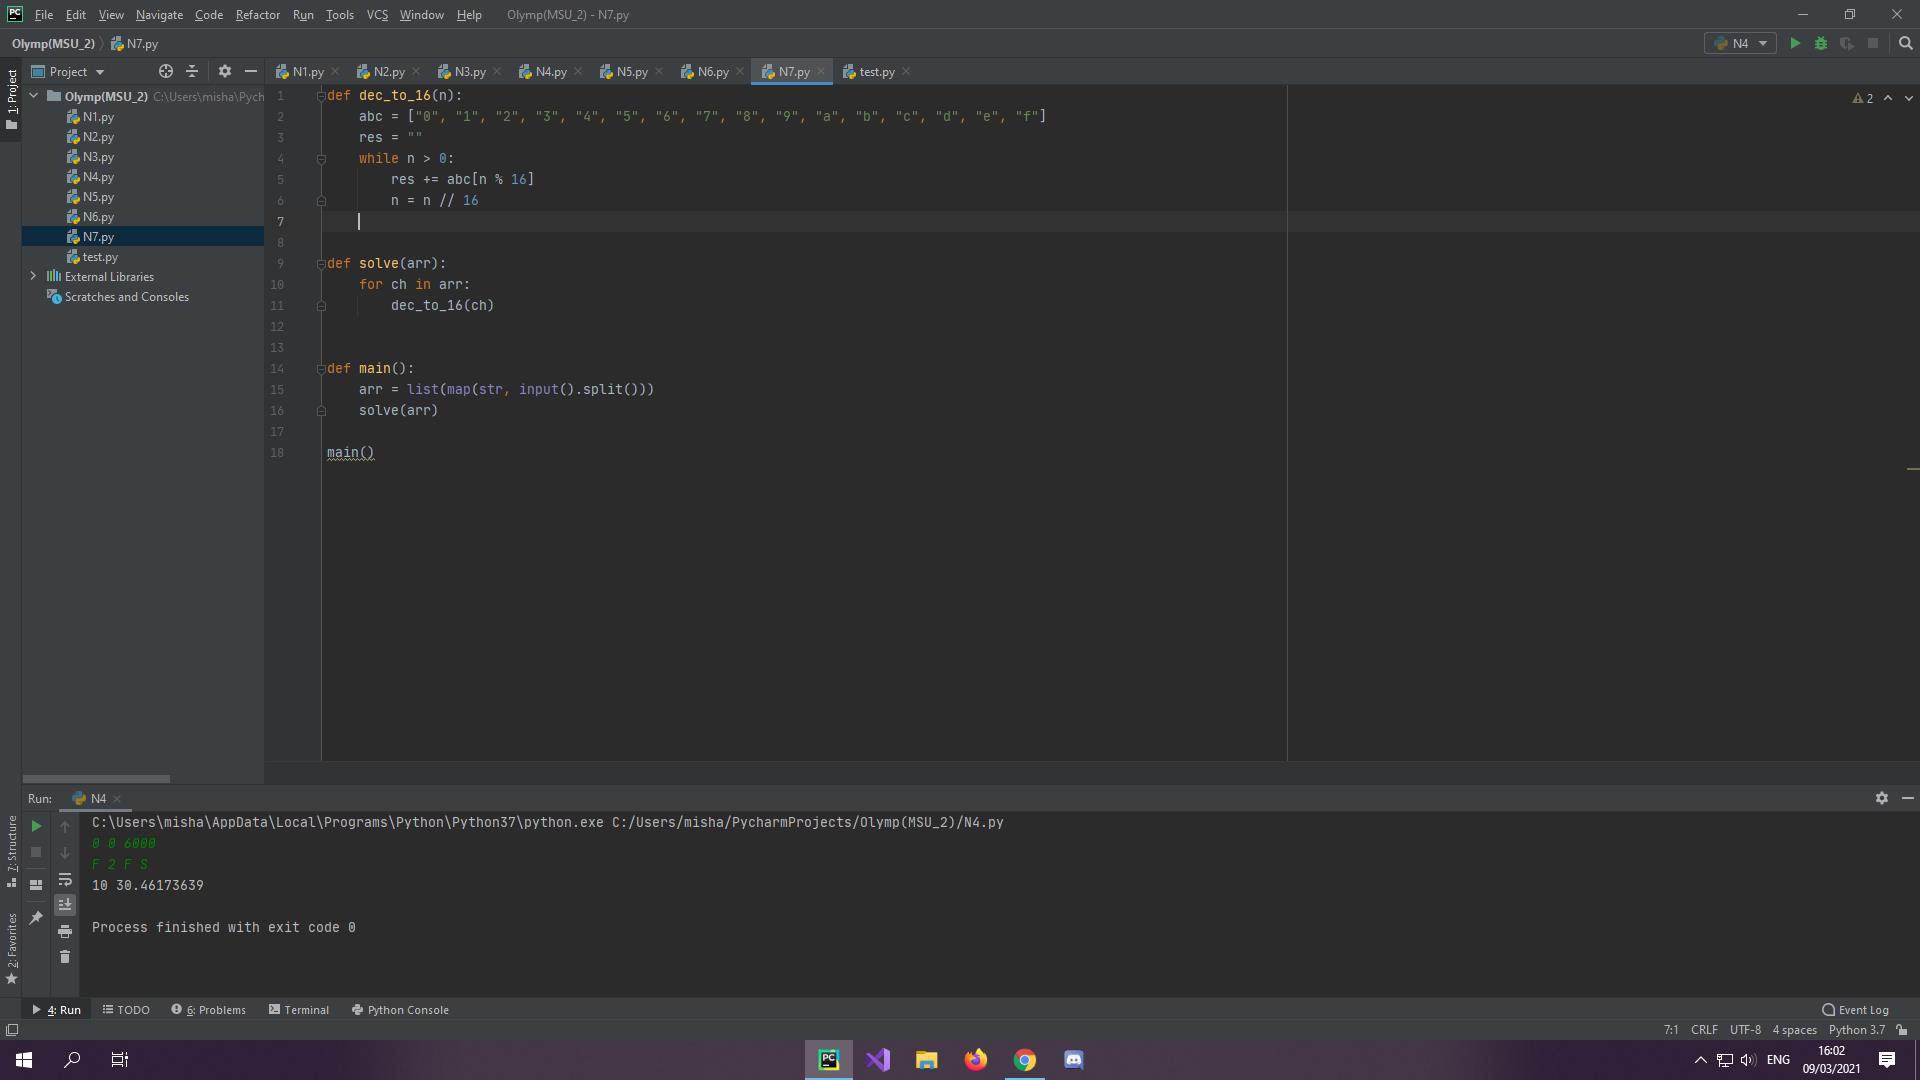 PC File Edit View Navigate Code Refactor Run Tools VCS Window Help Olymp(MSU_2) - N7.py
Olymp(MSU_2) N7.py N4
Project N1.py N2.py N3.py N4.py N5.py N6.py N7.py test.py
1: Project
Olymp(MSU_2) C:\Users\misha\Pych
N1.py
N2.py
N3.py
N4.py
N5.py
N6.py
N7.py
test.py
External Libraries
Scratches and Consoles
2
1 def dec_to_16(n):
2 abc = ["0", "1", "2", "3", "4", "5", "6", "7", "8", "9", "a", "b", "c", "d", "e", "f"]
3 res = ""
4 while n > 0:
5 res += abc[n % 16]
6 n = n // 16
7
8
9 def solve(arr):
10 for ch in arr:
11 dec_to_16(ch)
12
13
14 def main():
15 arr = list(map(str, input().split()))
16 solve(arr)
17
18 main()
Run: N4
7: Structure
2: Favorites
C:\Users\misha\AppData\Local\Programs\Python\Python37\python.exe C:/Users/misha/PycharmProjects/Olymp(MSU_2)/N4.py
0 0 6000
F 2 F S
10 30.46173639
Process finished with exit code 0
4: Run TODO 6: Problems Terminal Python Console Event Log
7:1 CRLF UTF-8 4 spaces Python 3.7
PC ENG 16:02
09/03/2021